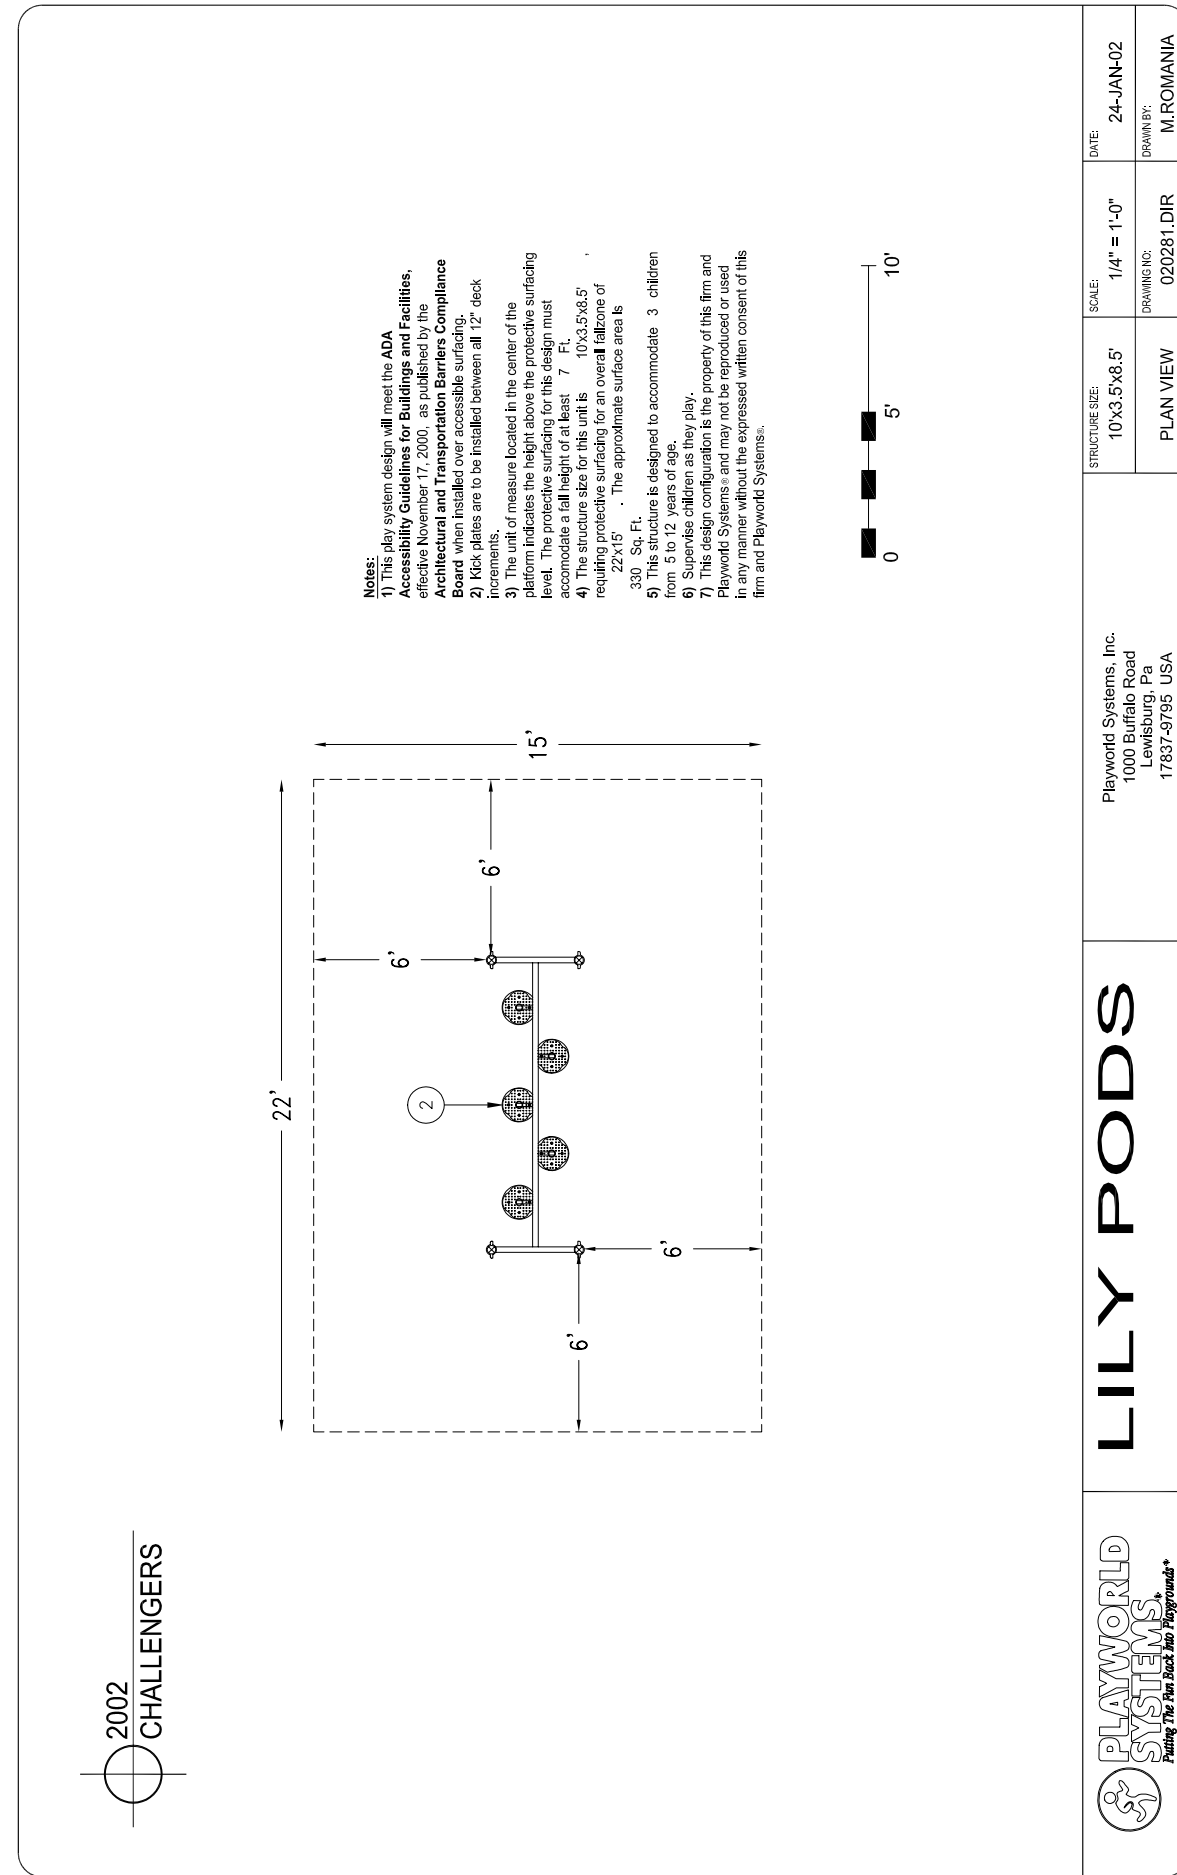 2002
CHALLENGERS
22'
15'
6'
6'
6'
6'
2
Notes:
1) This play system design will meet the ADA
Accessibility Guidelines for Buildings and Facilities,
effective November 17, 2000, as published by the
Architectural and Transportation Barriers Compliance
Board when installed over accessible surfacing.
2) Kick plates are to be installed between all 12" deck
increments.
3) The unit of measure located in the center of the
platform indicates the height above the protective surfacing
level. The protective surfacing for this design must
accomodate a fall height of at least 7 Ft.
4) The structure size for this unit is 10'x3.5'x8.5' ,
requiring protective surfacing for an overall fallzone of
22'x15' . The approximate surface area is
330 Sq. Ft.
5) This structure is designed to accommodate 3 children
from 5 to 12 years of age.
6) Supervise children as they play.
7) This design configuration is the property of this firm and
Playworld Systems® and may not be reproduced or used
in any manner without the expressed written consent of this
firm and Playworld Systems®.
0 5' 10'
PLAYWORLD
SYSTEMS®
Putting The Fun Back Into Playgrounds®
LILY PODS
Playworld Systems, Inc.
1000 Buffalo Road
Lewisburg, Pa
17837-9795 USA
STRUCTURE SIZE:
10'x3.5'x8.5'
SCALE:
1/4" = 1'-0"
DATE:
24-JAN-02
PLAN VIEW
DRAWING NO:
020281.DIR
DRAWN BY:
M.ROMANIA